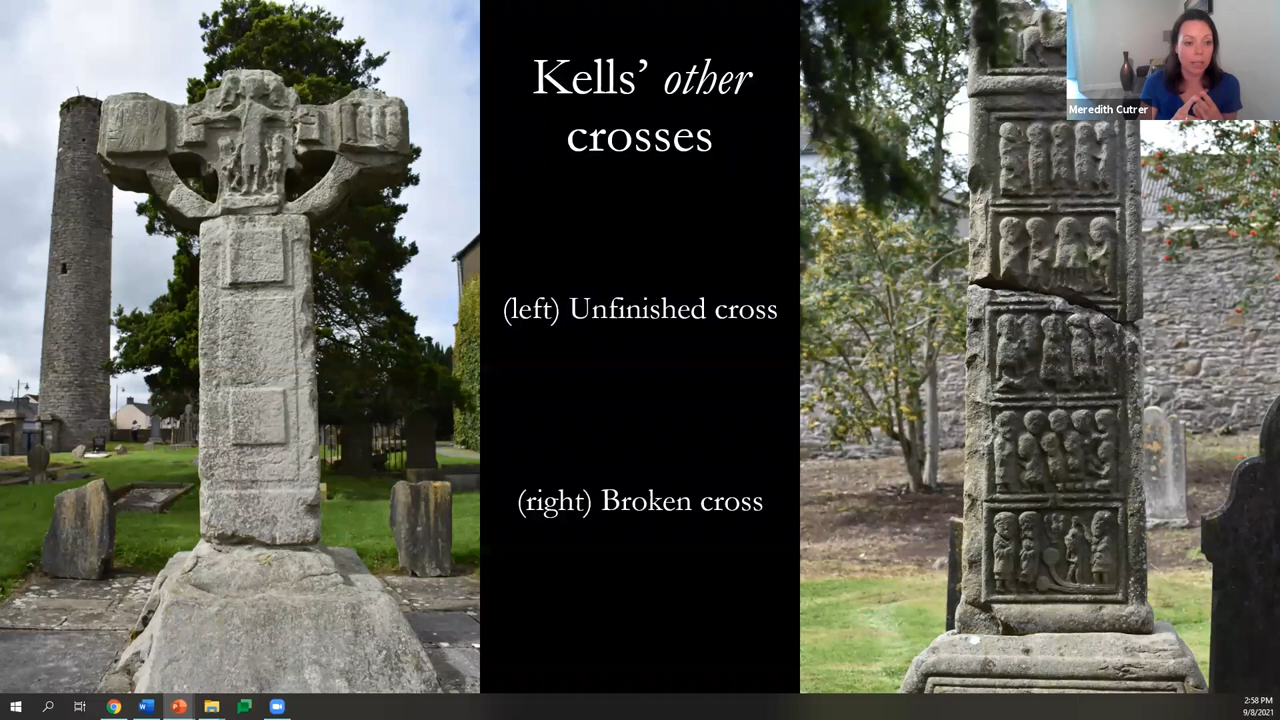 Kells’ other
crosses
(left) Unfinished cross
(right) Broken cross
Meredith Cutrer
2:58 PM
9/8/2021